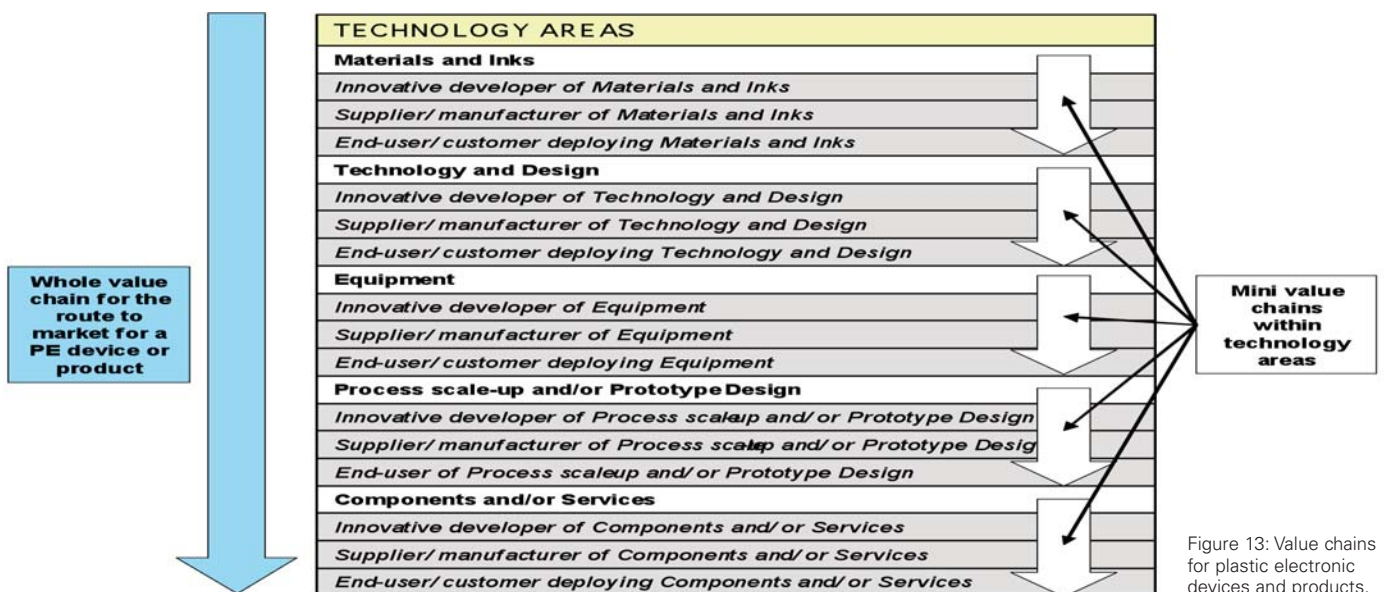 TECHNOLOGY AREAS
Materials and Inks
Innovative developer of Materials and Inks
Supplier/manufacturer of Materials and Inks
End-user/customer deploying Materials and Inks
Technology and Design
Innovative developer of Technology and Design
Supplier/manufacturer of Technology and Design
End-user/customer deploying Technology and Design
Equipment
Innovative developer of Equipment
Supplier/manufacturer of Equipment
End-user/customer deploying Equipment
Process scale-up and/or Prototype Design
Innovative developer of Process scale-up and/or Prototype Design
Supplier/manufacturer of Process scale-up and/or Prototype Desig
End-user of Process scaleup and/or Prototype Design
Components and/or Services
Innovative developer of Components and/or Services
Supplier/manufacturer of Components and/or Services
End-user/customer deploying Components and/or Services
Whole value
chain for the
route to
market for a
PE device or
product
Mini value
chains
within
technology
areas
Figure 13: Value chains
for plastic electronic
devices and products.